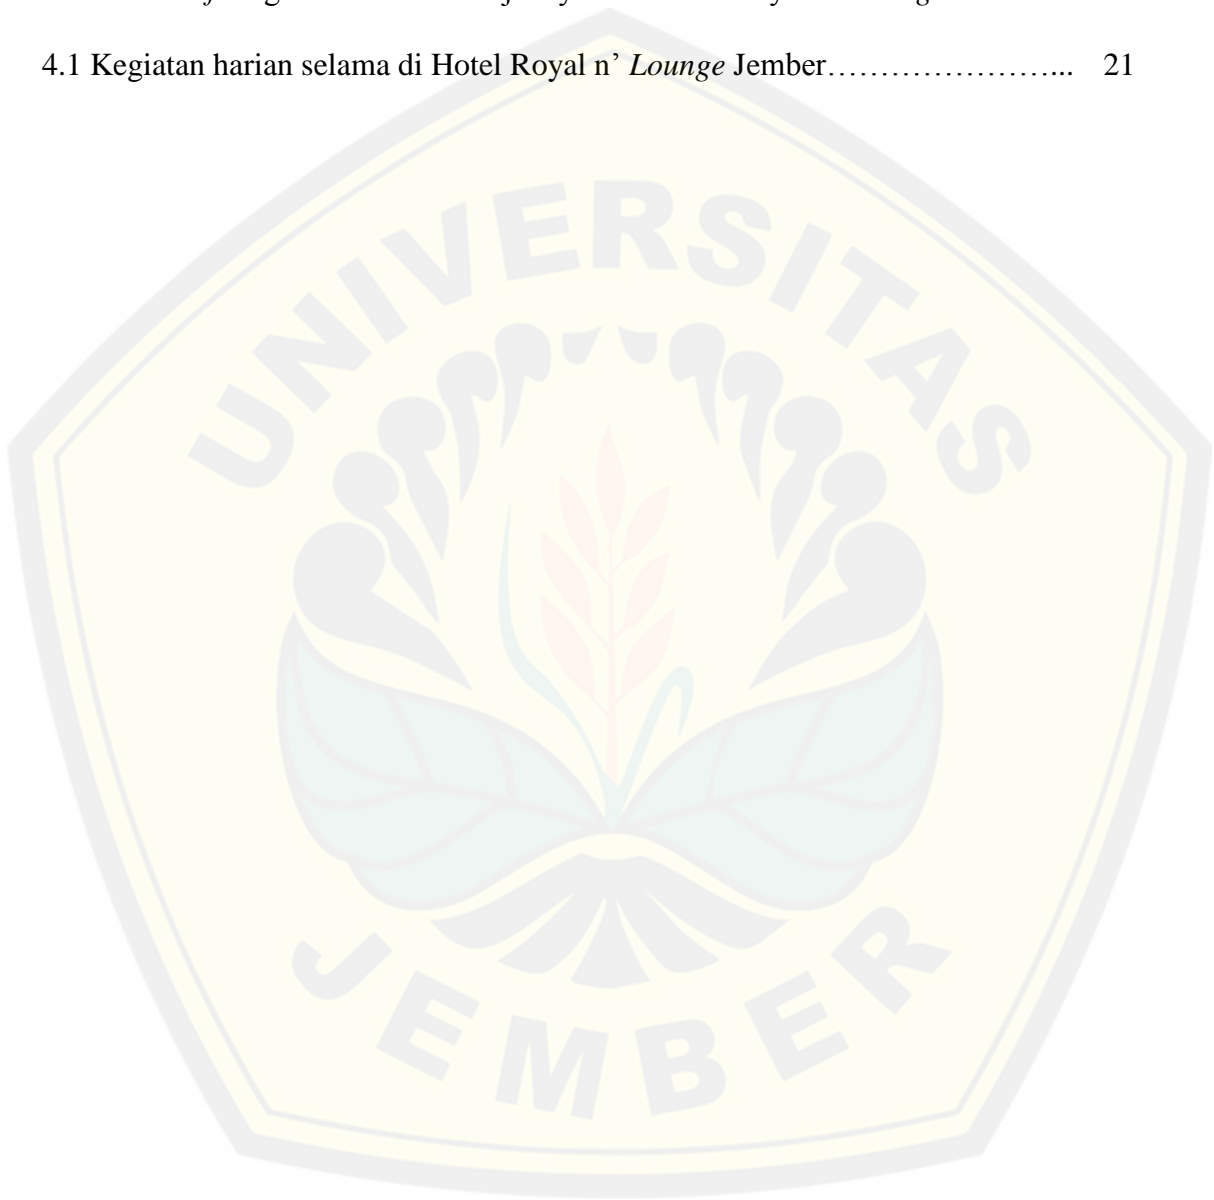 4.1 Kegiatan harian selama di Hotel Royal n’ Lounge Jember…………………... 21
UNIVERSITAS
JEMBER